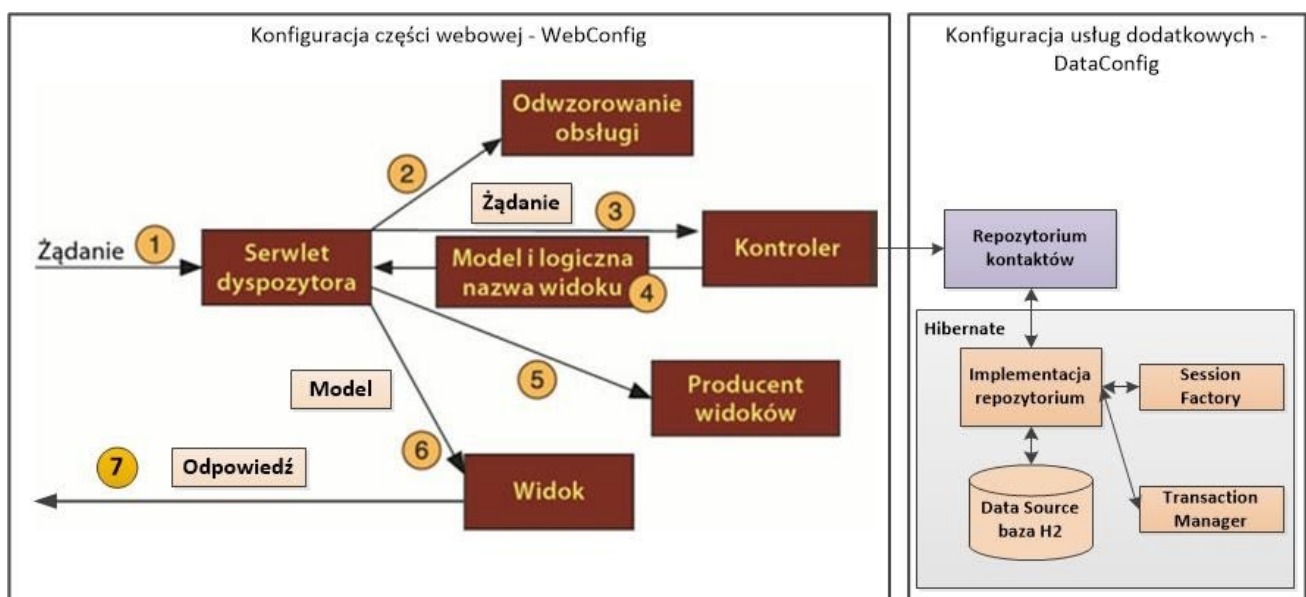 Konfiguracja części webowej - WebConfig
Odwzorowanie
obsługi
2
Żądanie
3
Żądanie
1
Serwlet
dyspozytora
Model i logiczna
nazwa widoku
4
Kontroler
Model
5
Producent
widoków
6
7
Odpowiedź
Widok
Konfiguracja usług dodatkowych -
DataConfig
Repozytorium
kontaktów
Hibernate
Implementacja
repozytorium
Session
Factory
Data Source
baza H2
Transaction
Manager